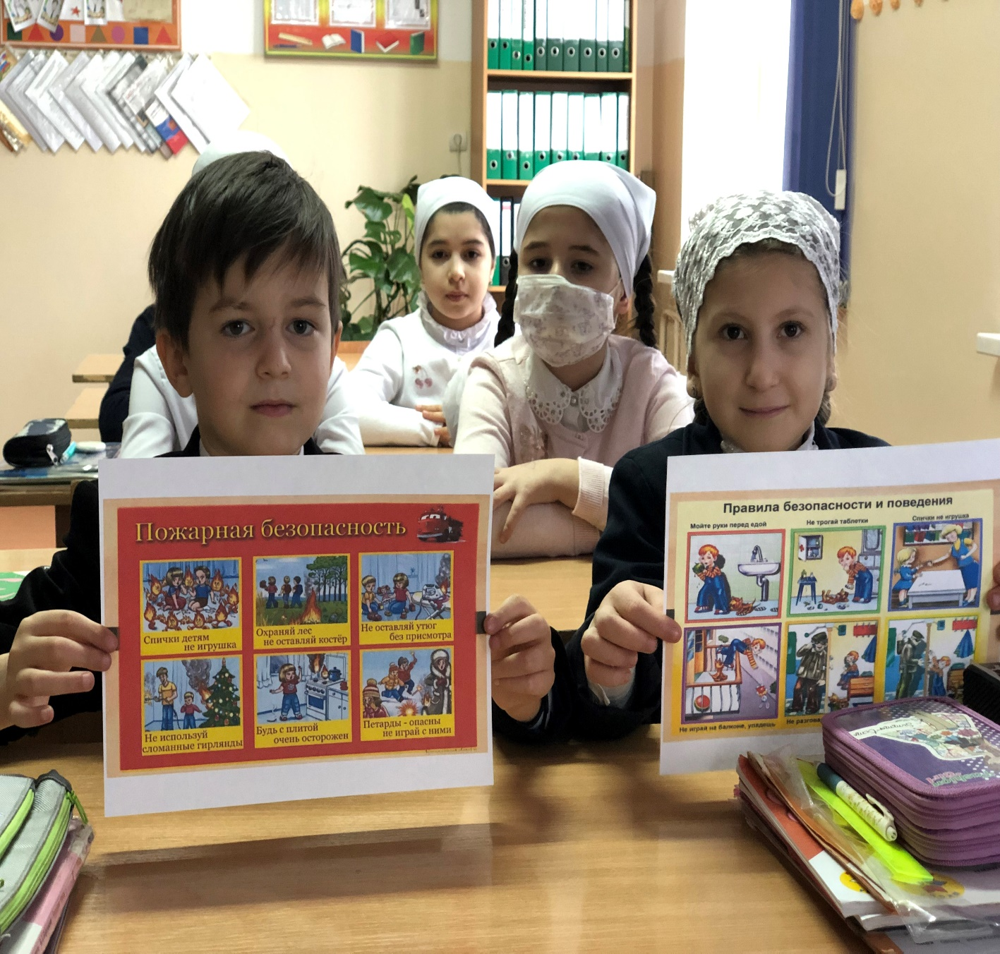 Пожарная безопасность
Спички детям
не игрушка
Охраняй лес
не оставляй костёр
Не оставляй утюг
без присмотра
Не используй
сломанные гирлянды
Будь с плитой
очень осторожен
Петарды - опасны
не играй с ними
Правила безопасности и поведения
Мойте руки перед едой
Не трогай таблетки
Спички не игрушка
Не играй на балконе, упадешь
Не